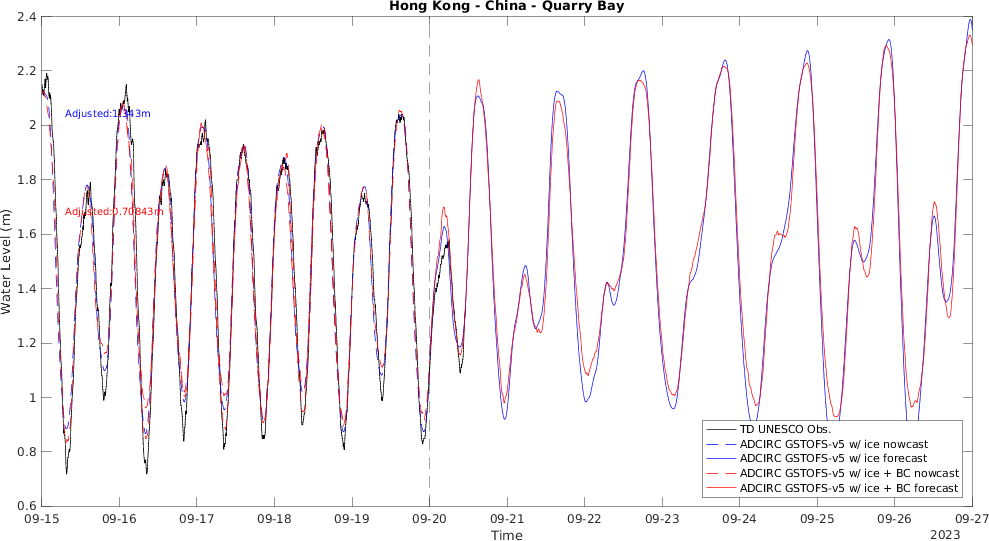 Hong Kong - China - Quarry Bay
2.4
2.2
2
1.8
1.6
1.4
1.2
1
0.8
0.6
Water Level (m)
Adjusted:1.343m
Adjusted:0.70843m
TD UNESCO Obs.
ADCIRC GSTOFS-v5 w/ ice nowcast
ADCIRC GSTOFS-v5 w/ ice forecast
ADCIRC GSTOFS-v5 w/ ice + BC nowcast
ADCIRC GSTOFS-v5 w/ ice + BC forecast
09-15 09-16 09-17 09-18 09-19 09-20 09-21 09-22 09-23 09-24 09-25 09-26 09-27
Time
2023